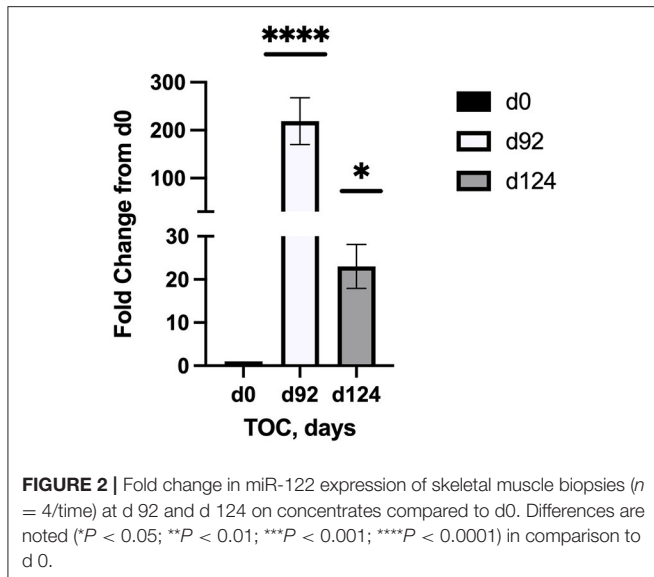 ****
300
200
100
30
20
10
0
*
Fold Change from d0
d0 d92 d124
TOC, days
d0
d92
d124
FIGURE 2 | Fold change in miR-122 expression of skeletal muscle biopsies (n
= 4/time) at d 92 and d 124 on concentrates compared to d0. Differences are
noted (*P < 0.05; **P < 0.01; ***P < 0.001; ****P < 0.0001) in comparison to
d 0.